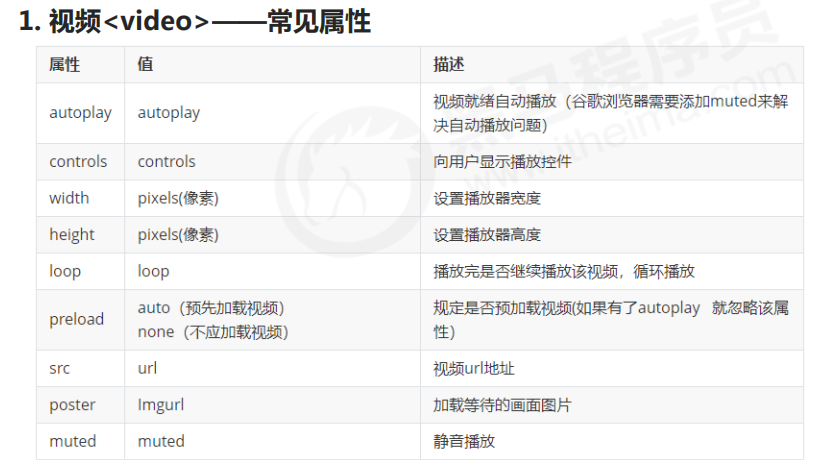 1. 视频<video>——常见属性
属性 值 描述
autoplay autoplay 视频就绪自动播放（谷歌浏览器需要添加muted来解
决自动播放问题）
controls controls 向用户显示播放控件
width pixels(像素) 设置播放器宽度
height pixels(像素) 设置播放器高度
loop loop 播放完是否继续播放该视频，循环播放
preload auto（预先加载视频）
none（不应加载视频） 规定是否预加载视频(如果有了autoplay 就忽略该属
性）
src url 视频url地址
poster Imgurl 加载等待的画面图片
muted muted 静音播放
黑马程序员
www.itheima.com